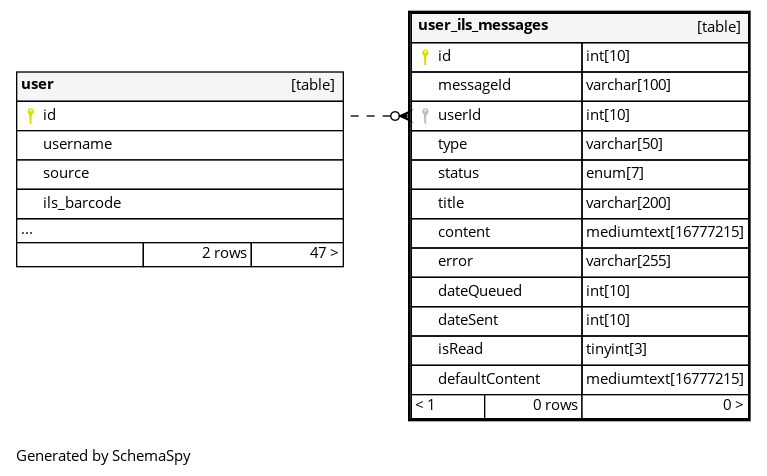 user [table]
id
username
source
ils_barcode
...
2 rows 47 >
user_ils_messages [table]
id int[10]
messageId varchar[100]
userId int[10]
type varchar[50]
status enum[7]
title varchar[200]
content mediumtext[16777215]
error varchar[255]
dateQueued int[10]
dateSent int[10]
isRead tinyint[3]
defaultContent mediumtext[16777215]
< 1 0 rows 0 >
Generated by SchemaSpy